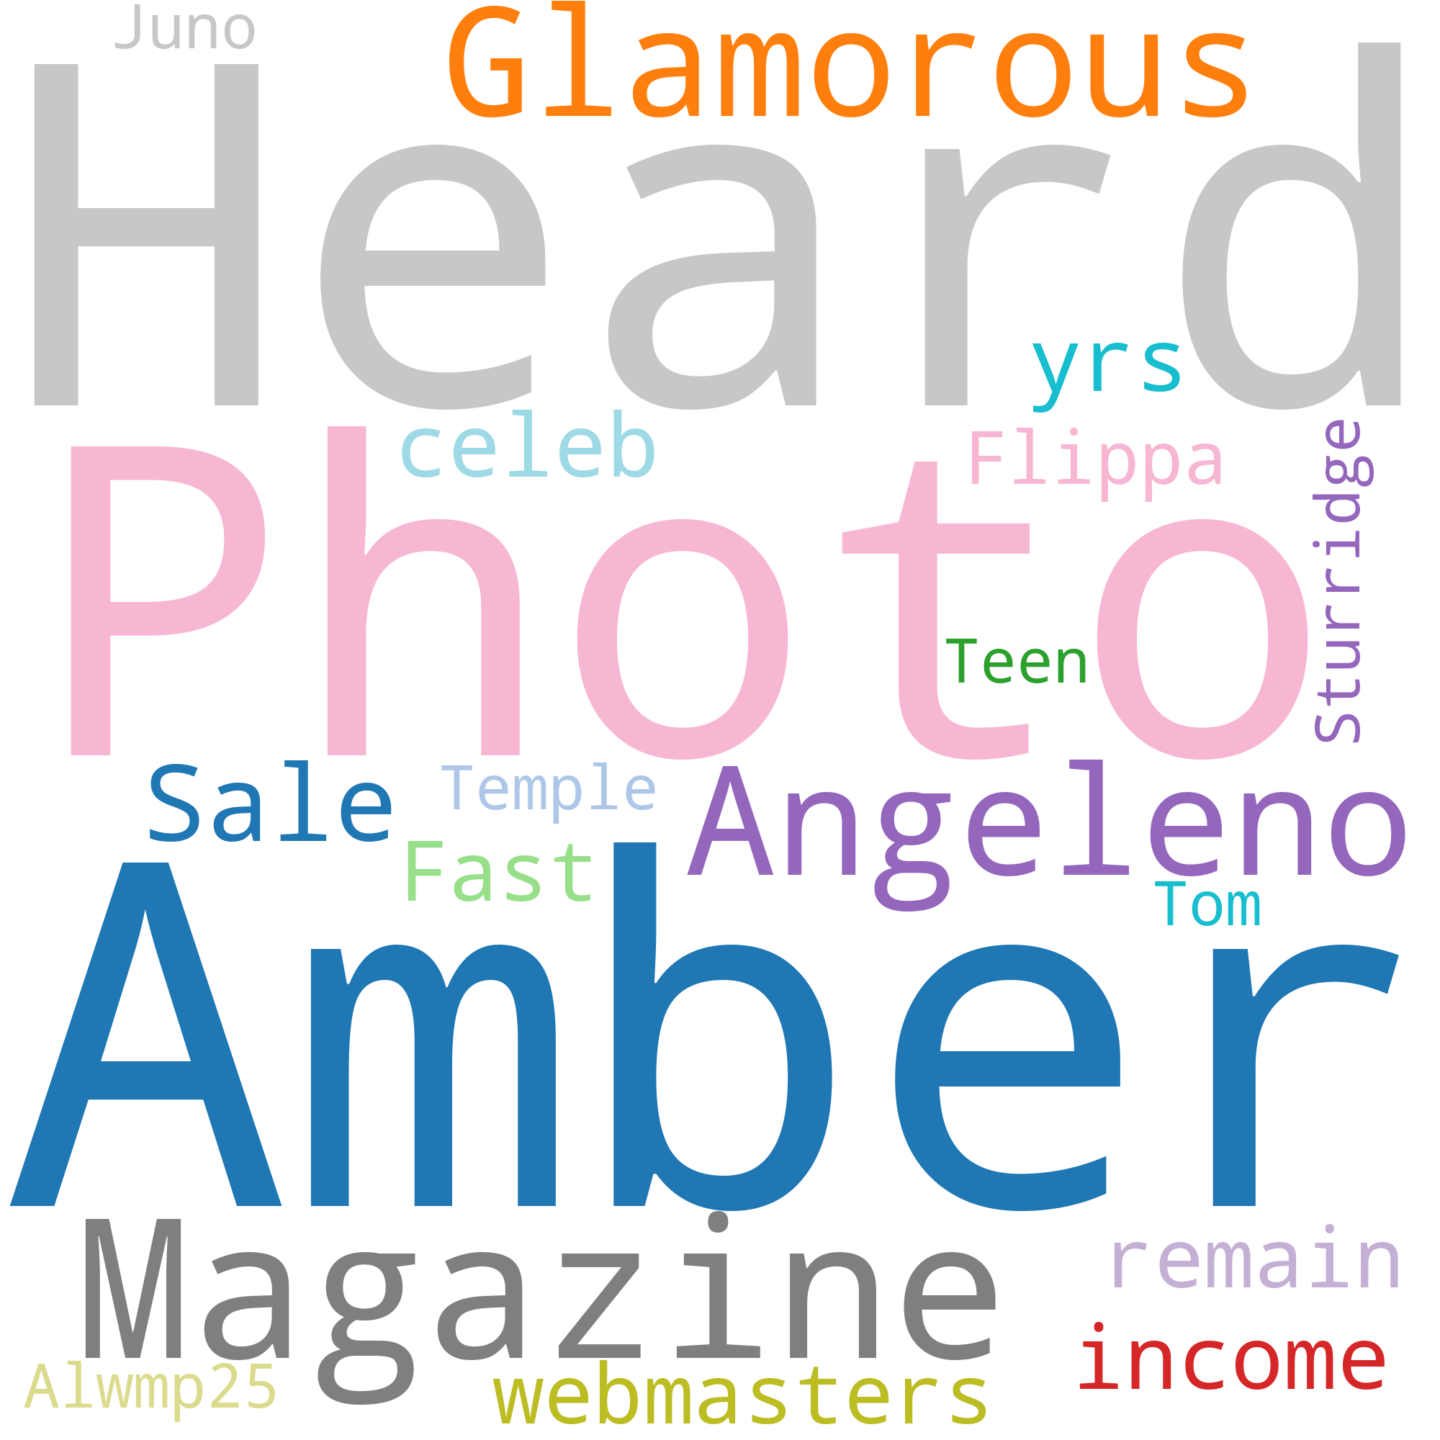 Juno
Glamorous
Heard
yrs
celeb
Flippa
Sturridge
Photo
Teen
Sale
Temple
Angeleno
Fast
Tom
Amber
Magazine
remain
income
Alwmp25
webmasters